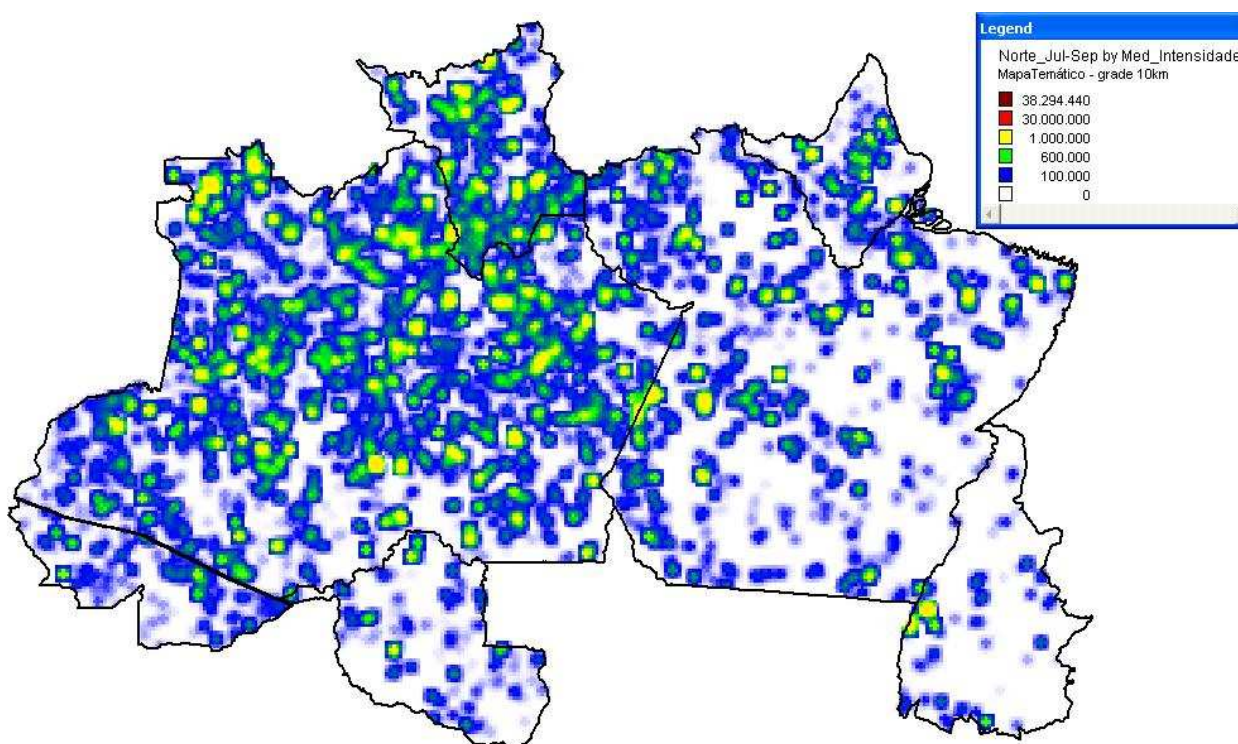 Legend
Norte_Jul-Sep by Med_Intensidade
MapaTemático - grade 10km
38.294.440
30.000.000
1.000.000
600.000
100.000
0